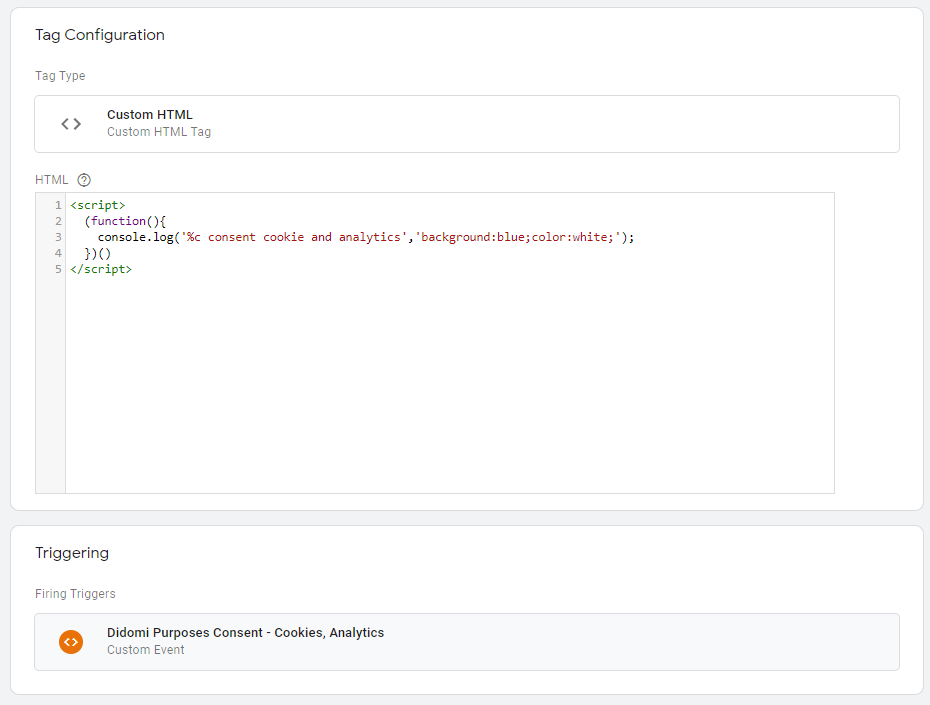 Tag Configuration
Tag Type
Custom HTML
Custom HTML Tag
HTML
1 <script>
2 (function(){
3 console.log('%c consent cookie and analytics','background:blue;color:white;');
4 })()
5 </script>
Triggering
Firing Triggers
Didomi Purposes Consent - Cookies, Analytics
Custom Event